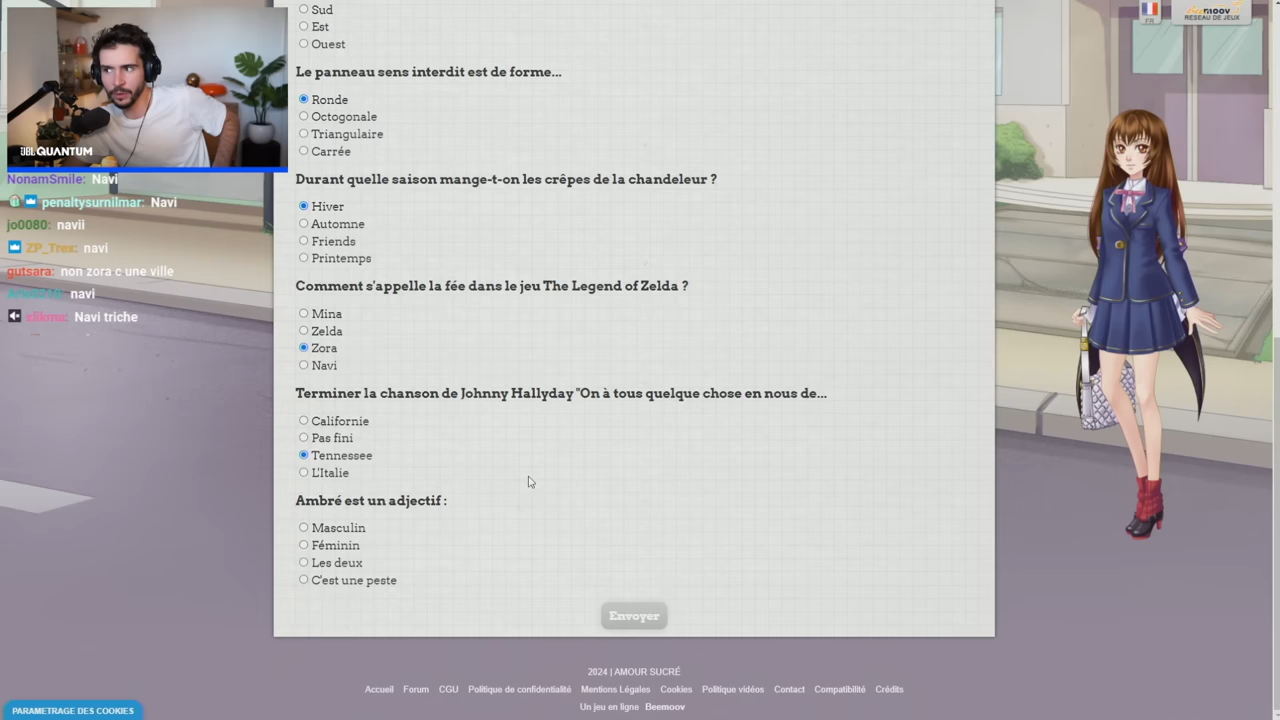 Sud
Est
Ouest
FR
Beemoov
RESEAU DE JEUX
Le panneau sens interdit est de forme...
Ronde
Octogonale
Triangulaire
Carrée
JBL QUANTUM
NonamSmile: Navi
penaltysurnilmar: Navi
jo0080: navii
ZP_Trex: navi
gutsara: non zora c une ville
navi
Navi triche
Durant quelle saison mange-t-on les crêpes de la chandeleur ?
Hiver
Automne
Friends
Printemps
Comment s'appelle la fée dans le jeu The Legend of Zelda ?
Mina
Zelda
Zora
Navi
Terminer la chanson de Johnny Hallyday "On à tous quelque chose en nous de...
Californie
Pas fini
Tennessee
L'Italie
Ambré est un adjectif :
Masculin
Féminin
Les deux
C'est une peste
Envoyer
2024 | AMOUR SUCRÉ
Accueil Forum CGU Politique de confidentialité Mentions Légales Cookies Politique vidéos Contact Compatibilité Crédits
Un jeu en ligne Beemoov
PARAMETRAGE DES COOKIES